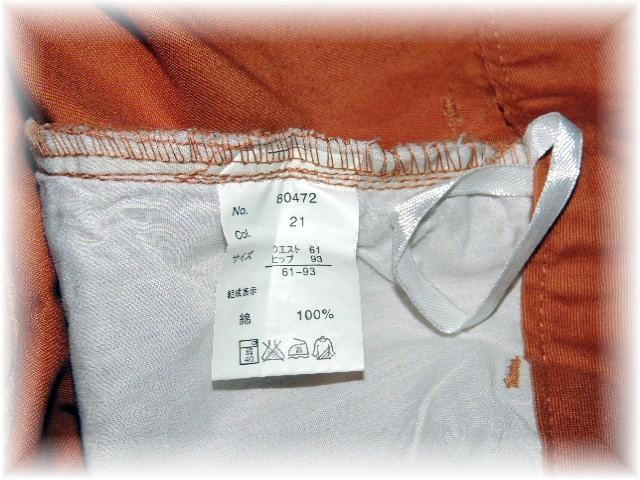 No. 80472
Col. 21
サイズ ウエスト 61
ヒップ 93
61-93
組成表示
綿 100%